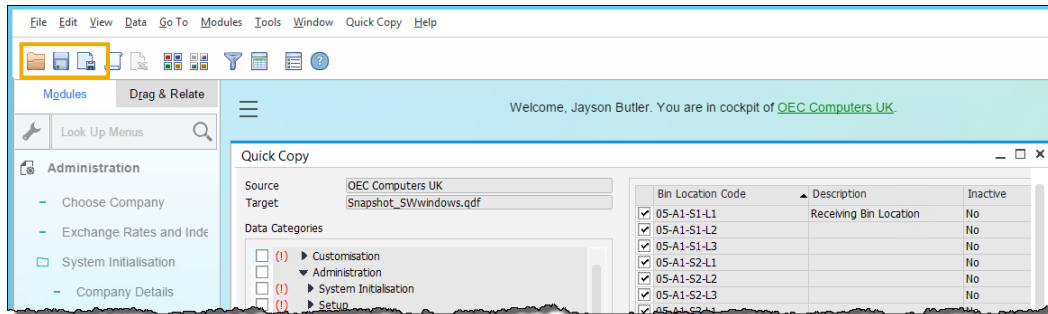 File Edit View Data Go To Modules Tools Window Quick Copy Help
Modules Drag & Relate
Welcome, Jayson Butler. You are in cockpit of OEC Computers UK.
Look Up Menus
Administration
Choose Company
Exchange Rates and Inde
System Initialisation
Company Details
Quick Copy
Source OEC Computers UK
Target Snapshot_SWwindows.qdf
Data Categories
(!) Customisation
Administration
(!) System Initialisation
(!) Setup
Bin Location Code Description Inactive
05-A1-S1-L1 Receiving Bin Location No
05-A1-S1-L2 No
05-A1-S1-L3 No
05-A1-S2-L1 No
05-A1-S2-L2 No
05-A1-S2-L3 No